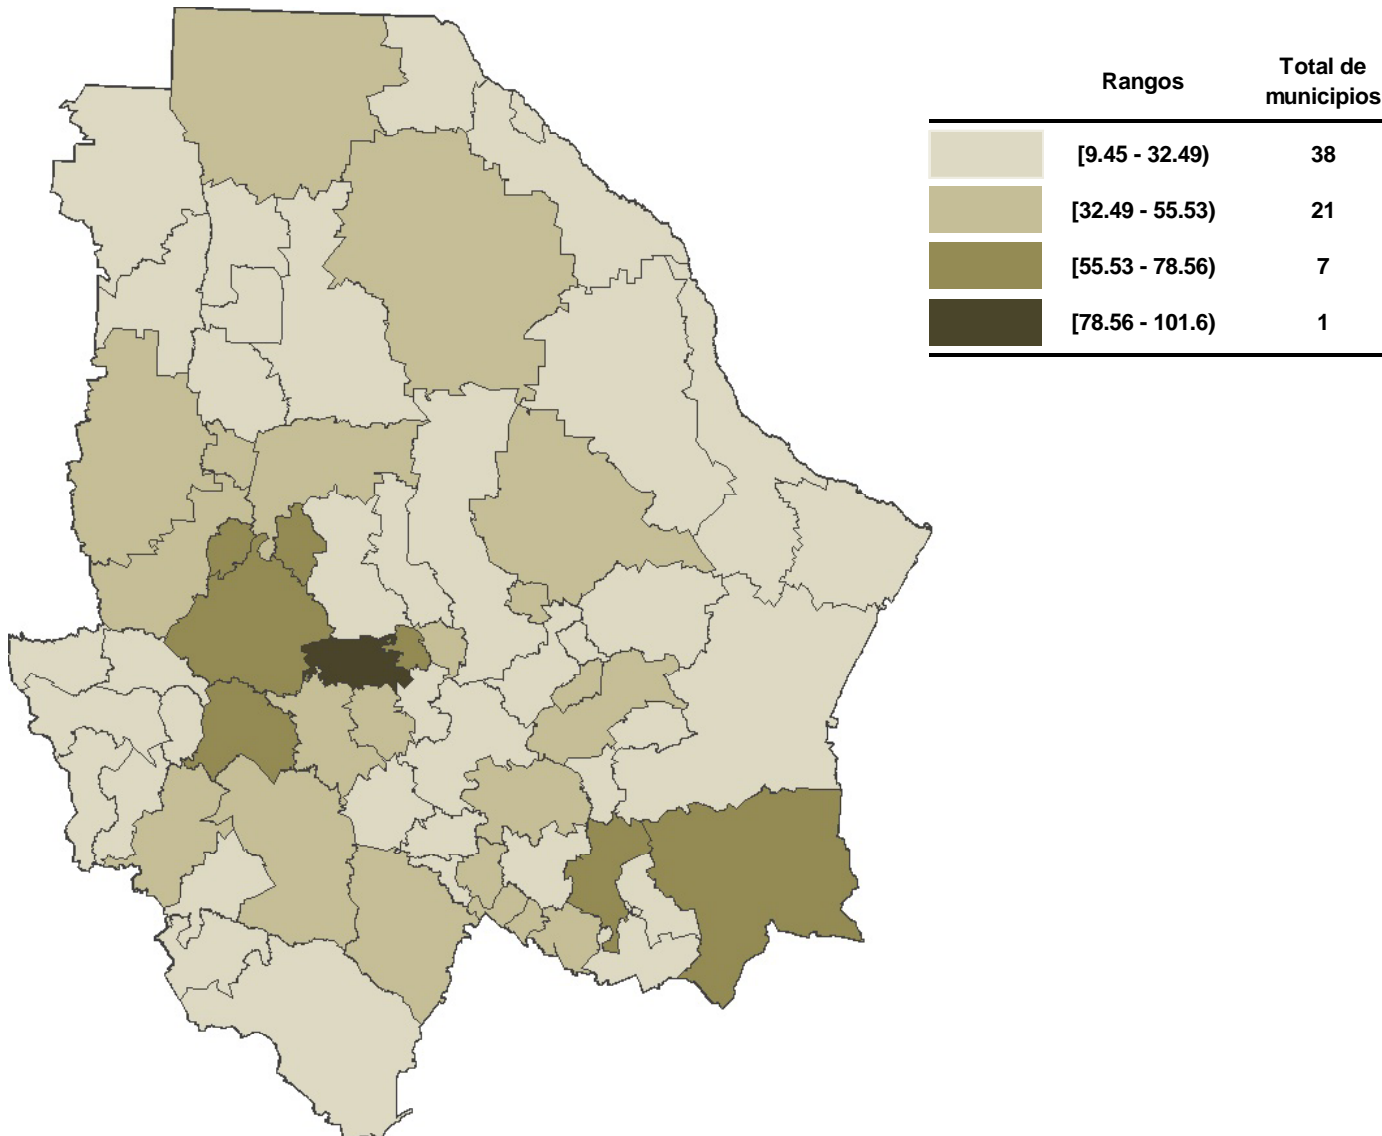 Rangos Total de
municipios
[9.45 - 32.49) 38
[32.49 - 55.53) 21
[55.53 - 78.56) 7
[78.56 - 101.6) 1